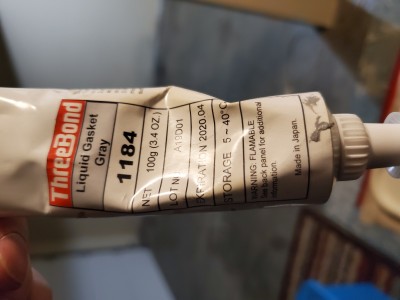 ThreeBond
Liquid Gasket
Gray
1184
NET. 100g (3.4 OZ.)
LOT NO. A19001
EXPIRATION 2020.04
STORAGE 5 ~ 40°C
WARNING: FLAMMABLE
See back panel for additional
information.
Made in Japan.